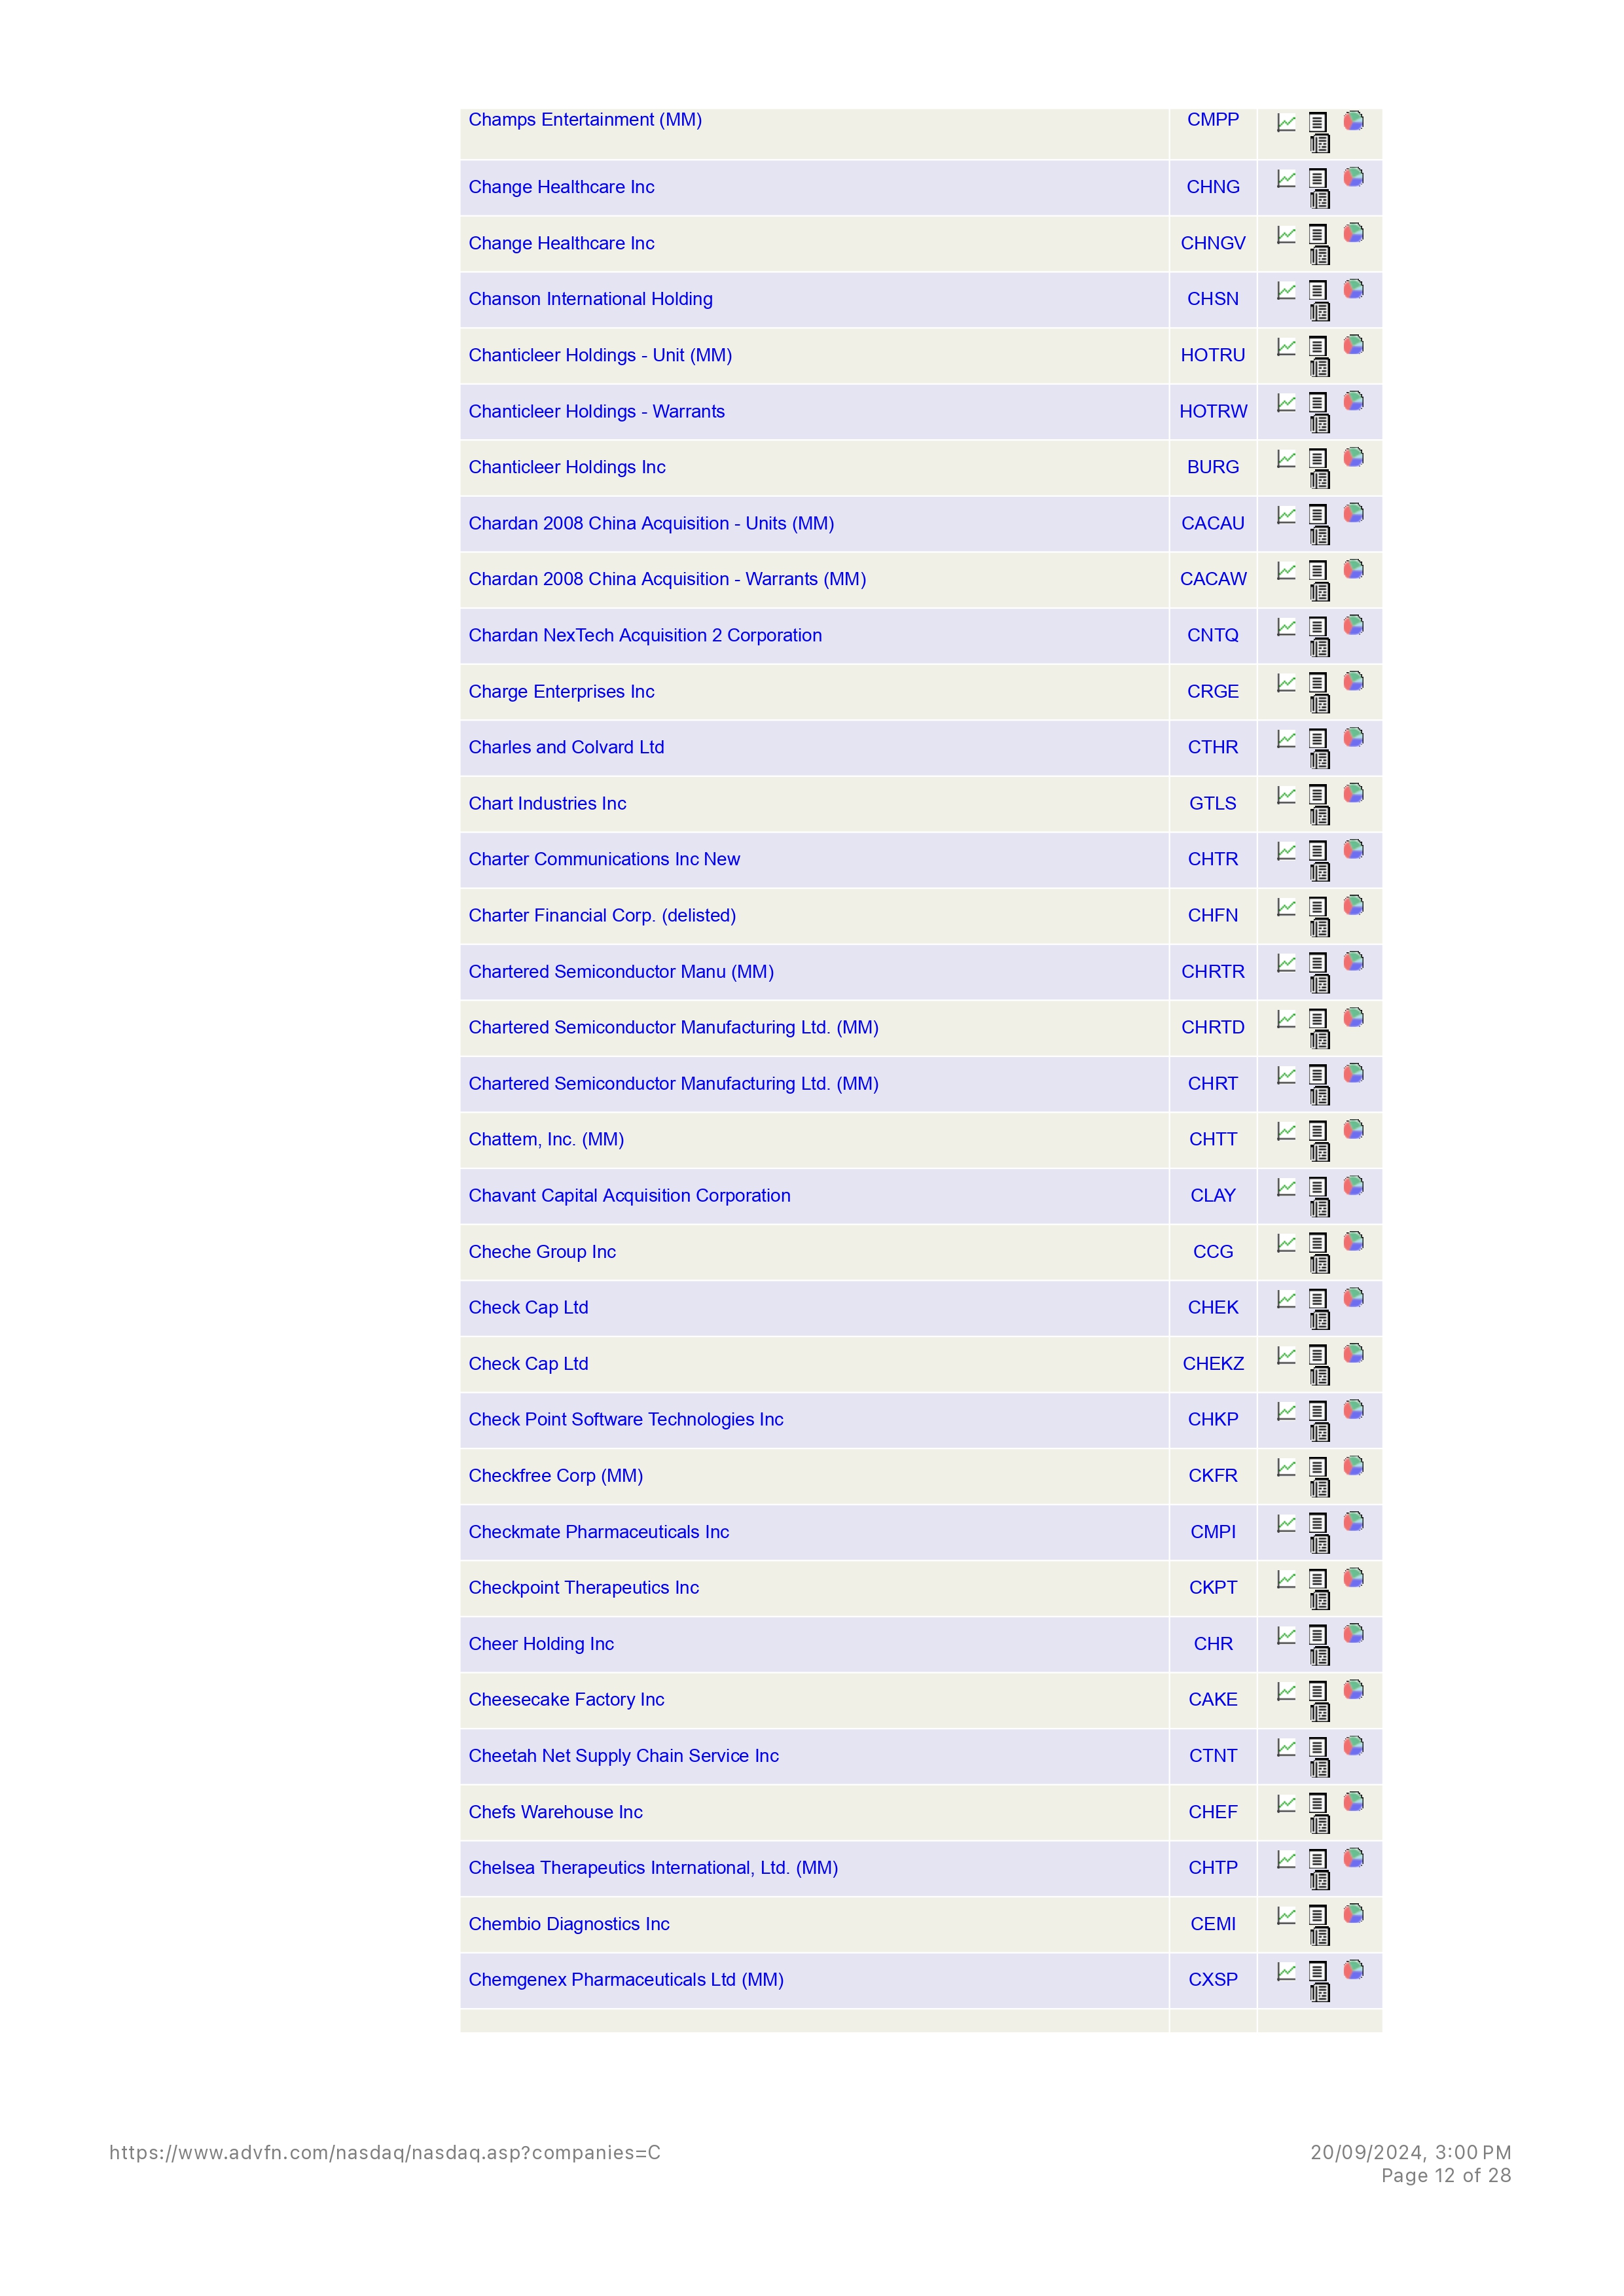 Champs Entertainment (MM) CMPP
Change Healthcare Inc CHNG
Change Healthcare Inc CHNGV
Chanson International Holding CHSN
Chanticleer Holdings - Unit (MM) HOTRU
Chanticleer Holdings - Warrants HOTRW
Chanticleer Holdings Inc BURG
Chardan 2008 China Acquisition - Units (MM) CACAU
Chardan 2008 China Acquisition - Warrants (MM) CACAW
Chardan NexTech Acquisition 2 Corporation CNTQ
Charge Enterprises Inc CRGE
Charles and Colvard Ltd CTHR
Chart Industries Inc GTLS
Charter Communications Inc New CHTR
Charter Financial Corp. (delisted) CHFN
Chartered Semiconductor Manu (MM) CHRTR
Chartered Semiconductor Manufacturing Ltd. (MM) CHRTD
Chartered Semiconductor Manufacturing Ltd. (MM) CHRT
Chattem, Inc. (MM) CHTT
Chavant Capital Acquisition Corporation CLAY
Cheche Group Inc CCG
Check Cap Ltd CHEK
Check Cap Ltd CHEKZ
Check Point Software Technologies Inc CHKP
Checkfree Corp (MM) CKFR
Checkmate Pharmaceuticals Inc CMPI
Checkpoint Therapeutics Inc CKPT
Cheer Holding Inc CHR
Cheesecake Factory Inc CAKE
Cheetah Net Supply Chain Service Inc CTNT
Chefs Warehouse Inc CHEF
Chelsea Therapeutics International, Ltd. (MM) CHTP
Chembio Diagnostics Inc CEMI
Chemgenex Pharmaceuticals Ltd (MM) CXSP
https://www.advfn.com/nasdaq/nasdaq.asp?companies=C 20/09/2024, 3:00 PM
Page 12 of 28